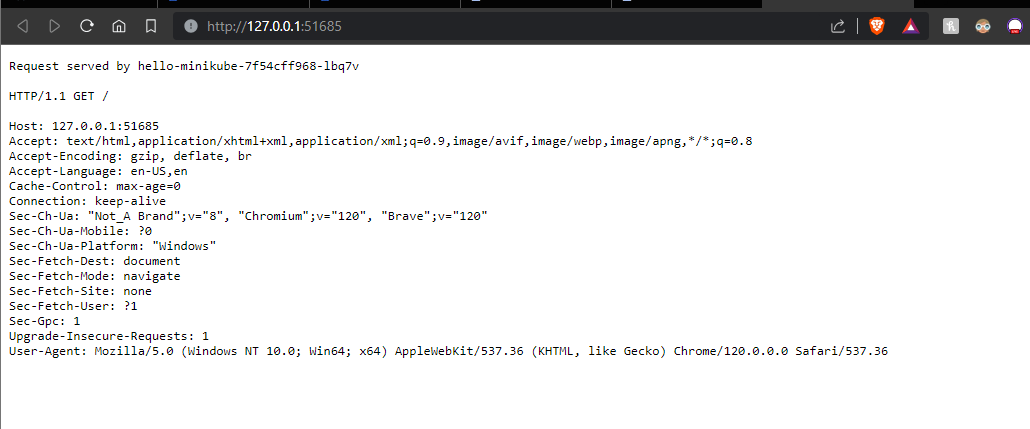 http://127.0.0.1:51685
Request served by hello-minikube-7f54cff968-lbq7v
HTTP/1.1 GET /
Host: 127.0.0.1:51685
Accept: text/html,application/xhtml+xml,application/xml;q=0.9,image/avif,image/webp,image/apng,*/*;q=0.8
Accept-Encoding: gzip, deflate, br
Accept-Language: en-US,en
Cache-Control: max-age=0
Connection: keep-alive
Sec-Ch-Ua: "Not_A Brand";v="8", "Chromium";v="120", "Brave";v="120"
Sec-Ch-Ua-Mobile: ?0
Sec-Ch-Ua-Platform: "Windows"
Sec-Fetch-Dest: document
Sec-Fetch-Mode: navigate
Sec-Fetch-Site: none
Sec-Fetch-User: ?1
Sec-Gpc: 1
Upgrade-Insecure-Requests: 1
User-Agent: Mozilla/5.0 (Windows NT 10.0; Win64; x64) AppleWebKit/537.36 (KHTML, like Gecko) Chrome/120.0.0.0 Safari/537.36